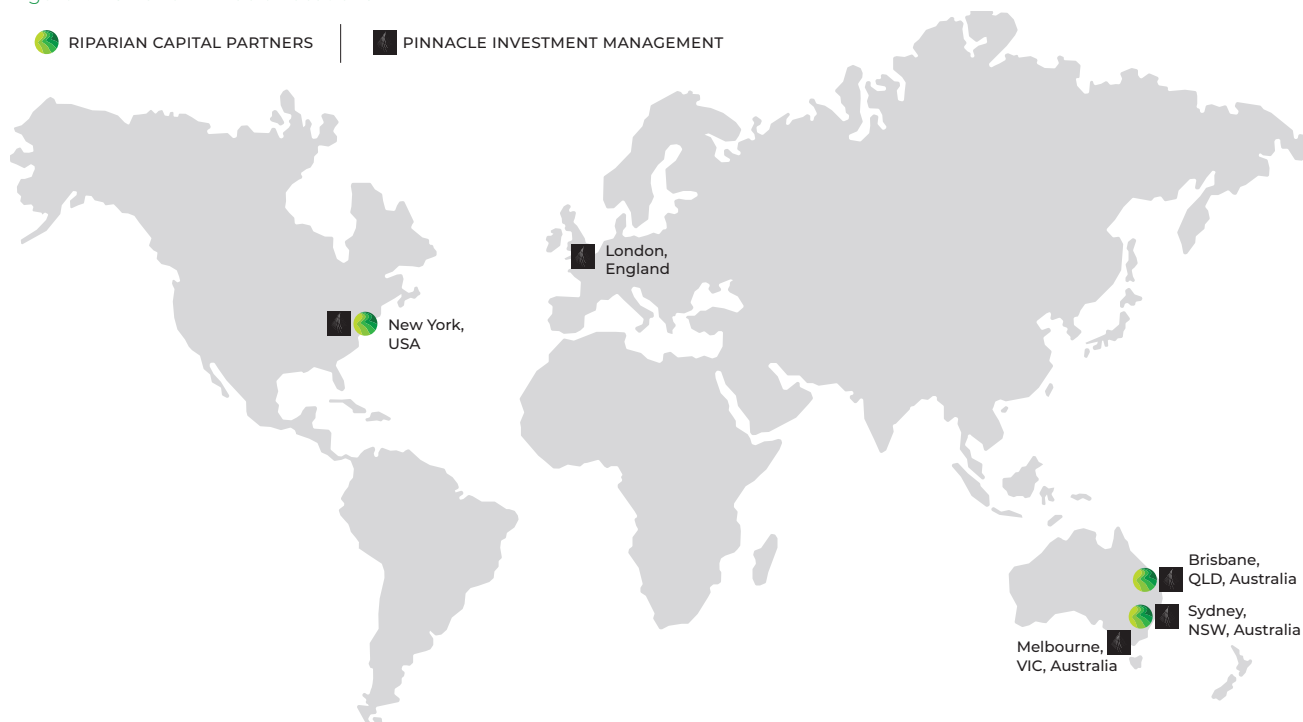 RIPARIAN CAPITAL PARTNERS
PINNACLE INVESTMENT MANAGEMENT
London,
England
New York,
USA
Brisbane,
QLD, Australia
Sydney,
NSW, Australia
Melbourne,
VIC, Australia